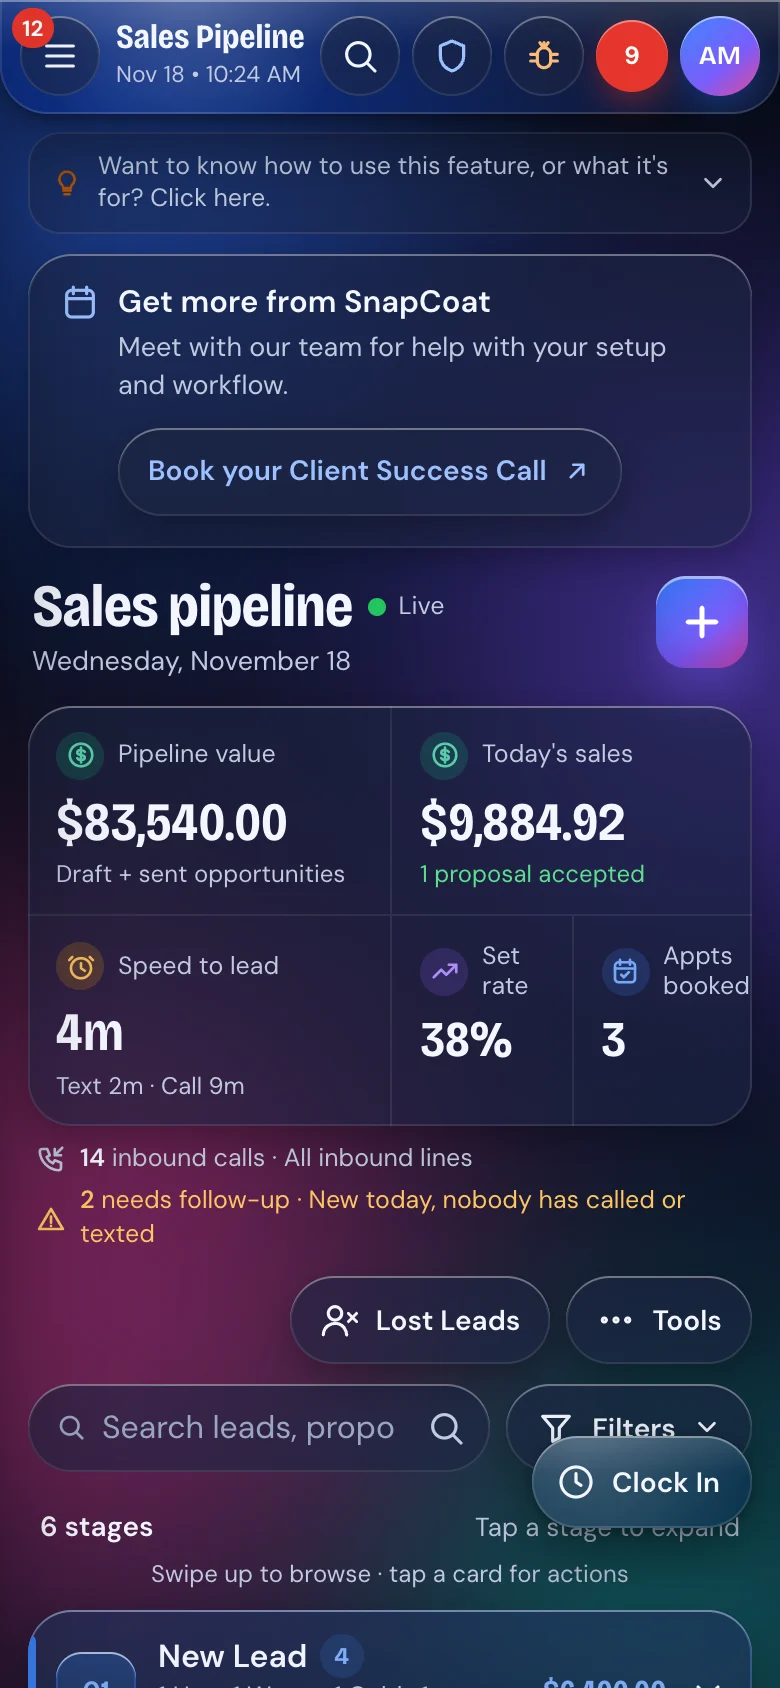 12
Sales Pipeline
Nov 18 • 10:24 AM
9
AM
Want to know how to use this feature, or what it's
for? Click here.
Get more from SnapCoat
Meet with our team for help with your setup
and workflow.
Book your Client Success Call
Sales pipeline
Live
Wednesday, November 18
Pipeline value
$83,540.00
Draft + sent opportunities
Today's sales
$9,884.92
1 proposal accepted
Speed to lead
4m
Text 2m · Call 9m
Set
rate
38%
Appts
booked
3
14 inbound calls · All inbound lines
2 needs follow-up · New today, nobody has called or
texted
Lost Leads
Tools
Search leads, propo
Filters
Clock In
6 stages
Tap a stage to expand
Swipe up to browse · tap a card for actions
New Lead
4